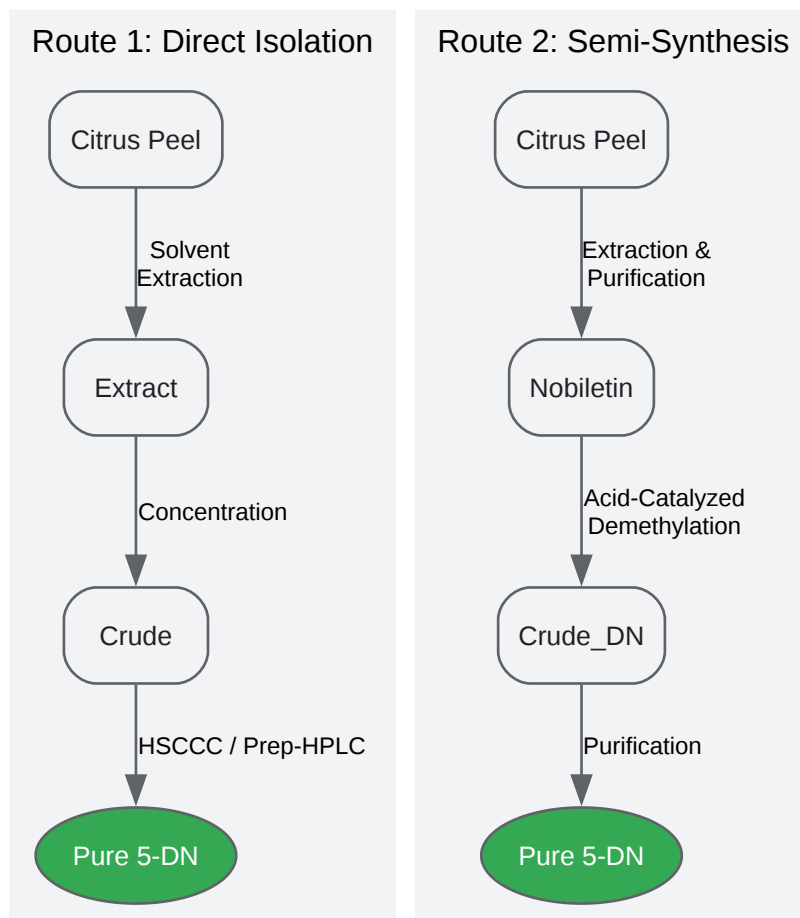 Route 1: Direct Isolation
Citrus Peel
Solvent
Extraction
Extract
Concentration
Crude
HSCCC / Prep-HPLC
Pure 5-DN
Route 2: Semi-Synthesis
Citrus Peel
Extraction &
Purification
Nobiletin
Acid-Catalyzed
Demethylation
Crude_DN
Purification
Pure 5-DN